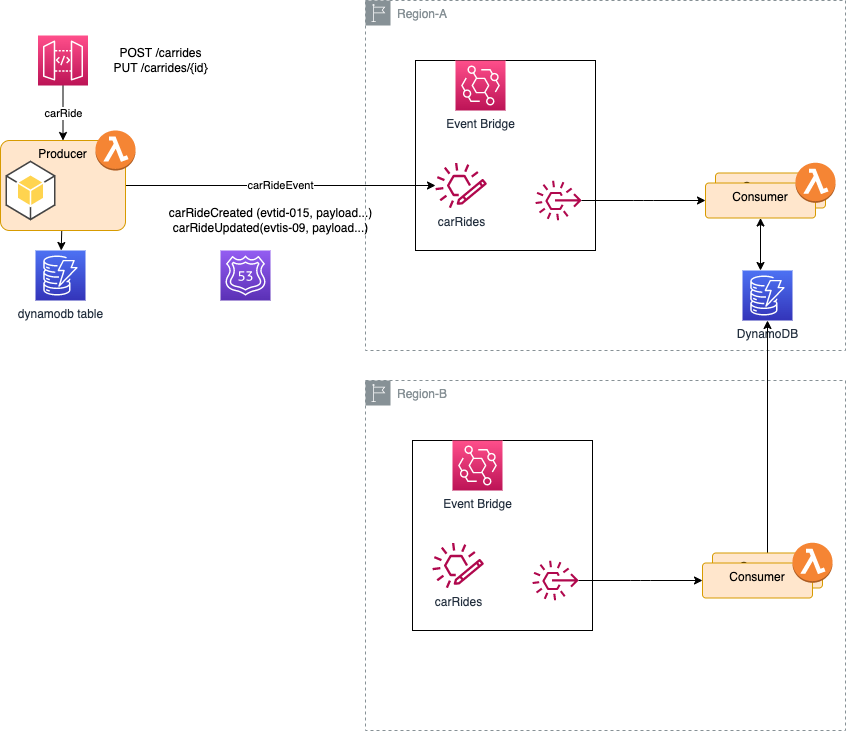 Region-A
POST /carrides
PUT /carrides/{id}
carRide
Producer
Event Bridge
carRideEvent
carRideCreated (evtid-015, payload...)
carRideUpdated(evtis-09, payload...)
carRides
Consumer
53
dynamodb table
DynamoDB
Region-B
Event Bridge
carRides
Consumer